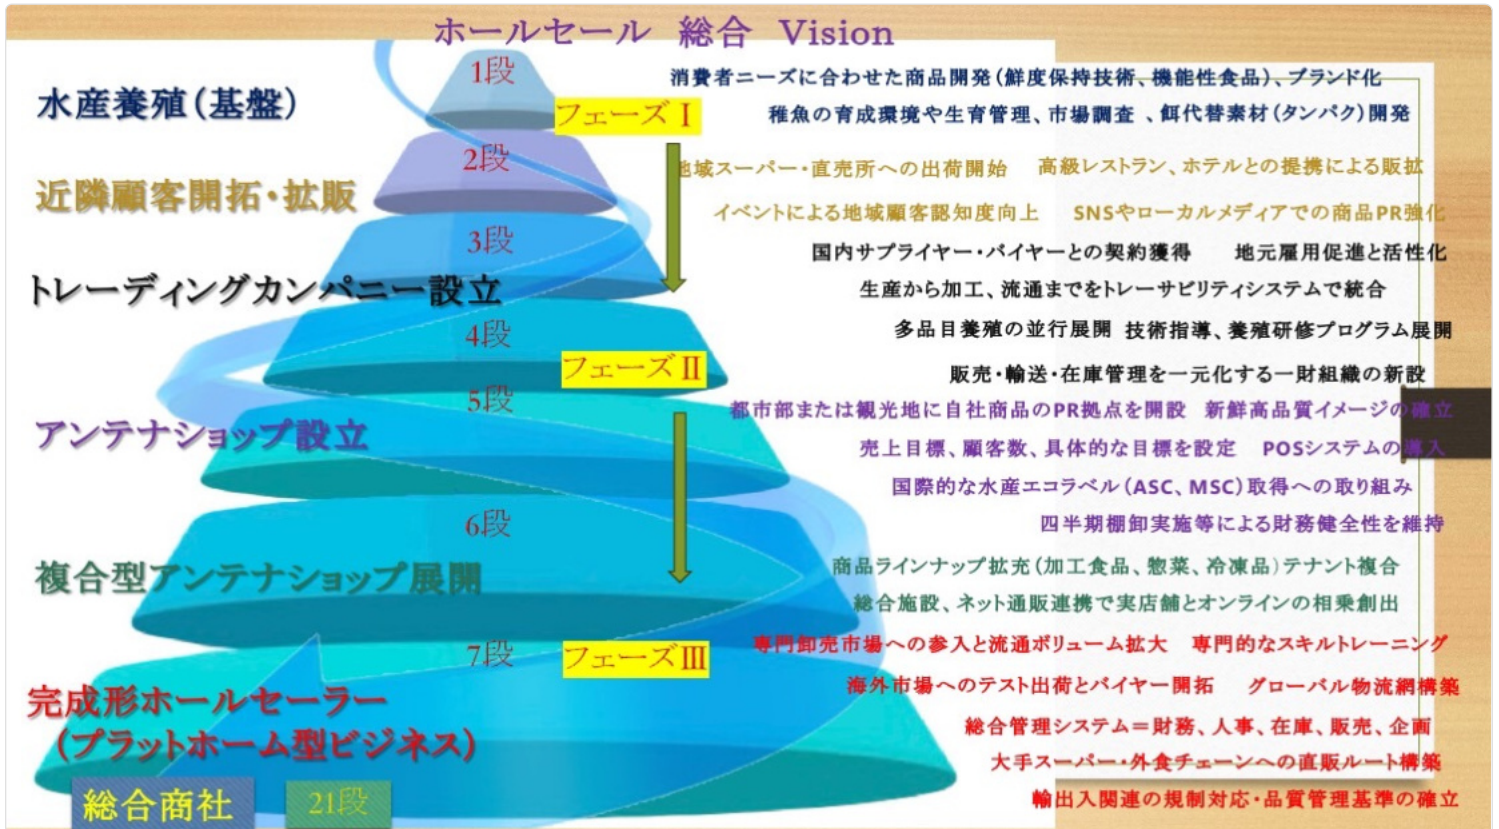 ホールセール　総合　Vision
1段
消費者ニーズに合わせた商品開発(鮮度保持技術、機能性食品)、ブランド化
水産養殖(基盤)
フェーズⅠ
稚魚の育成環境や生育管理、市場調査 、餌代替素材(タンパク)開発
2段
地域スーパー・直売所への出荷開始　高級レストラン、ホテルとの提携による販拡
近隣顧客開拓・拡販
イベントによる地域顧客認知度向上　SNSやローカルメディアでの商品PR強化
3段
国内サプライヤー・バイヤーとの契約獲得　地元雇用促進と活性化
トレーディングカンパニー設立
生産から加工、流通までをトレーサビリティシステムで統合
4段
多品目養殖の並行展開 技術指導、養殖研修プログラム展開
フェーズⅡ
販売・輸送・在庫管理を一元化する一財組織の新設
5段
都市部または観光地に自社商品のPR拠点を開設　新鮮高品質イメージの確立
アンテナショップ設立
売上目標、顧客数、具体的な目標を設定　POSシステムの導入
国際的な水産エコラベル(ASC、MSC)取得への取り組み
6段
四半期棚卸実施等による財務健全性を維持
複合型アンテナショップ展開
商品ラインナップ拡充(加工食品、惣菜、冷凍品)テナント複合
総合施設、ネット通販連携で実店舗とオンラインの相乗創出
7段
フェーズⅢ
専門卸売市場への参入と流通ボリューム拡大　専門的なスキルトレーニング
海外市場へのテスト出荷とバイヤー開拓　グローバル物流網構築
完成形ホールセーラー
(プラットホーム型ビジネス)
総合管理システム=財務、人事、在庫、販売、企画
大手スーパー・外食チェーンへの直販ルート構築
総合商社
21段
輸出入関連の規制対応・品質管理基準の確立